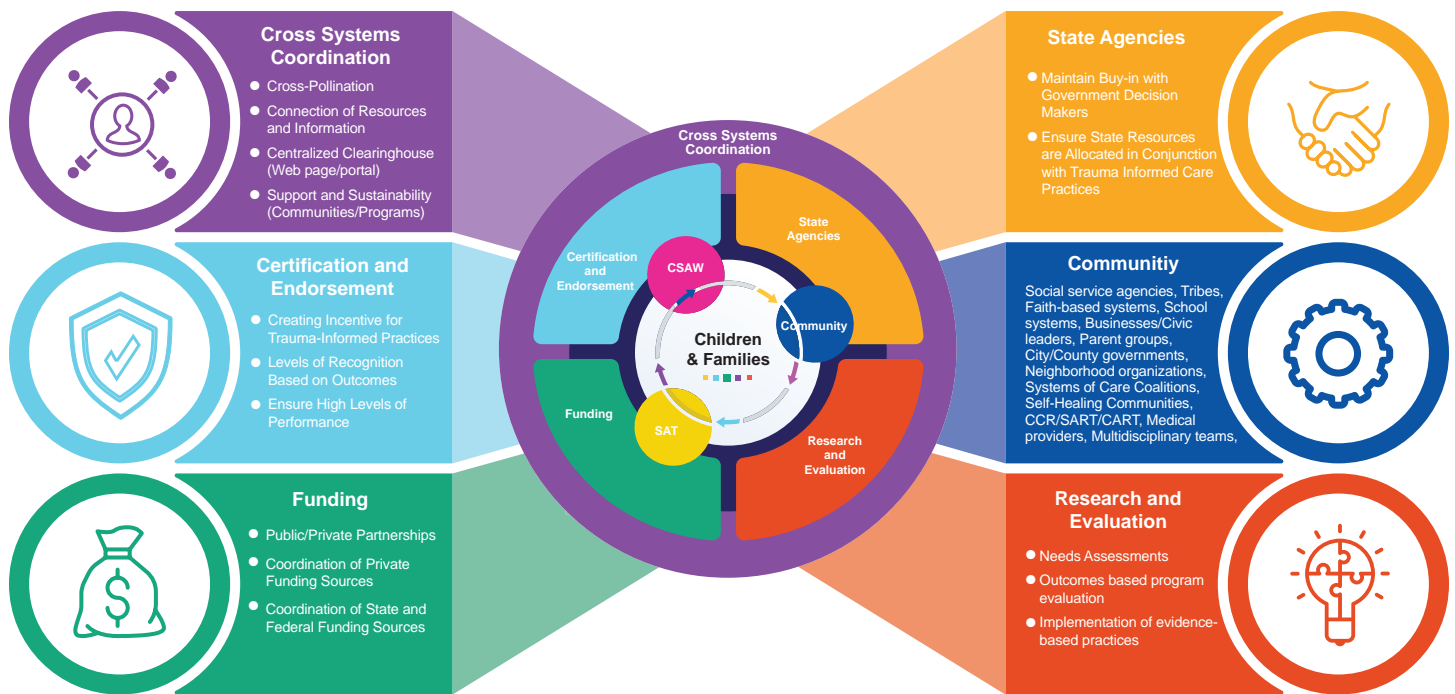 Cross Systems
Coordination
Cross-Pollination
Connection of Resources
and Information
Centralized Clearinghouse
(Web page/portal)
Support and Sustainability
(Communities/Programs)
Certification and
Endorsement
Creating Incentive for
Trauma-Informed Practices
Levels of Recognition
Based on Outcomes
Ensure High Levels of
Performance
Funding
Public/Private Partnerships
Coordination of Private
Funding Sources
Coordination of State and
Federal Funding Sources
$
Cross Systems
Coordination
Certification
and
Endorsement
State
Agencies
CSAW
Community
Children
& Families
Funding
SAT
Research
and
Evaluation
State Agencies
Maintain Buy-in with
Government Decision
Makers
Ensure State Resources
are Allocated in Conjunction
with Trauma Informed Care
Practices
Communitiy
Social service agencies, Tribes,
Faith-based systems, School
systems, Businesses/Civic
leaders, Parent groups,
City/County governments,
Neighborhood organizations,
Systems of Care Coalitions,
Self-Healing Communities,
CCR/SART/CART, Medical
providers, Multidisciplinary teams,
Research and
Evaluation
Needs Assessments
Outcomes based program
evaluation
Implementation of evidence-
based practices